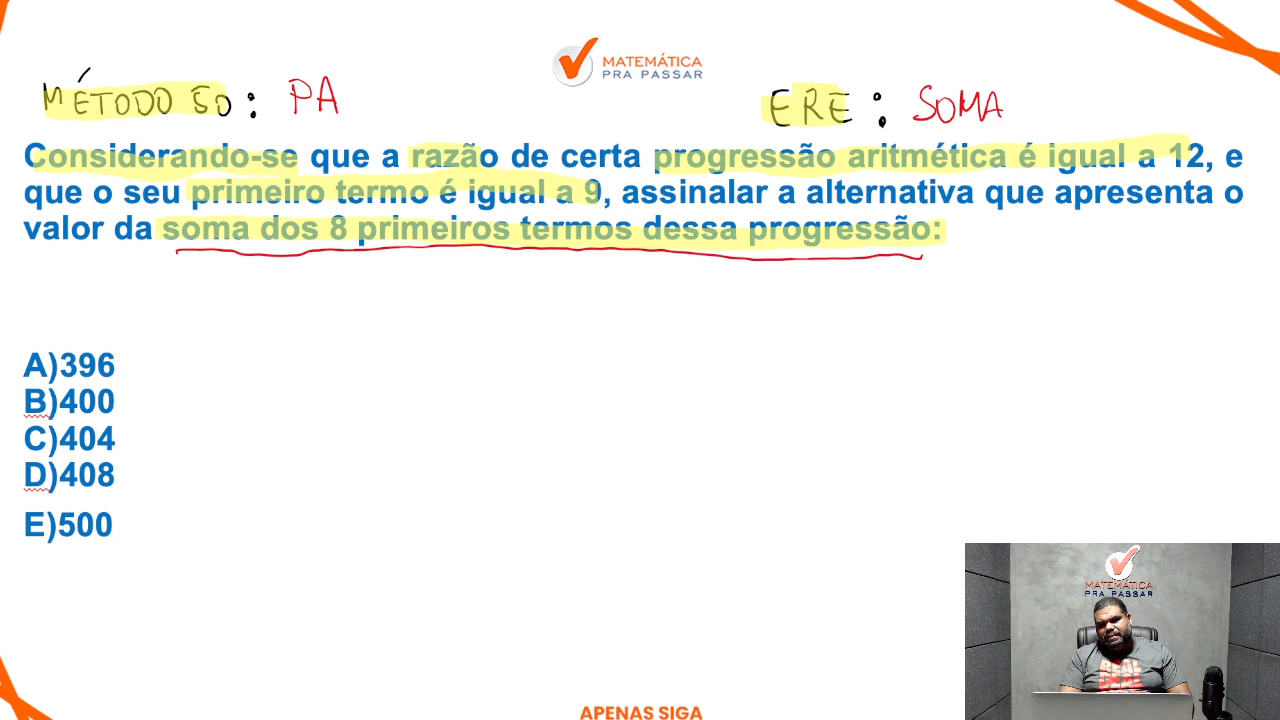 MATEMÁTICA
PRA PASSAR
MÉTODO 50: PA
ERE: SOMA
Considerando-se que a razão de certa progressão aritmética é igual a 12, e
que o seu primeiro termo é igual a 9, assinalar a alternativa que apresenta o
valor da soma dos 8 primeiros termos dessa progressão:
A)396
B)400
C)404
D)408
E)500
MATEMÁTICA
PRA PASSAR
REAL
APENAS SIGA